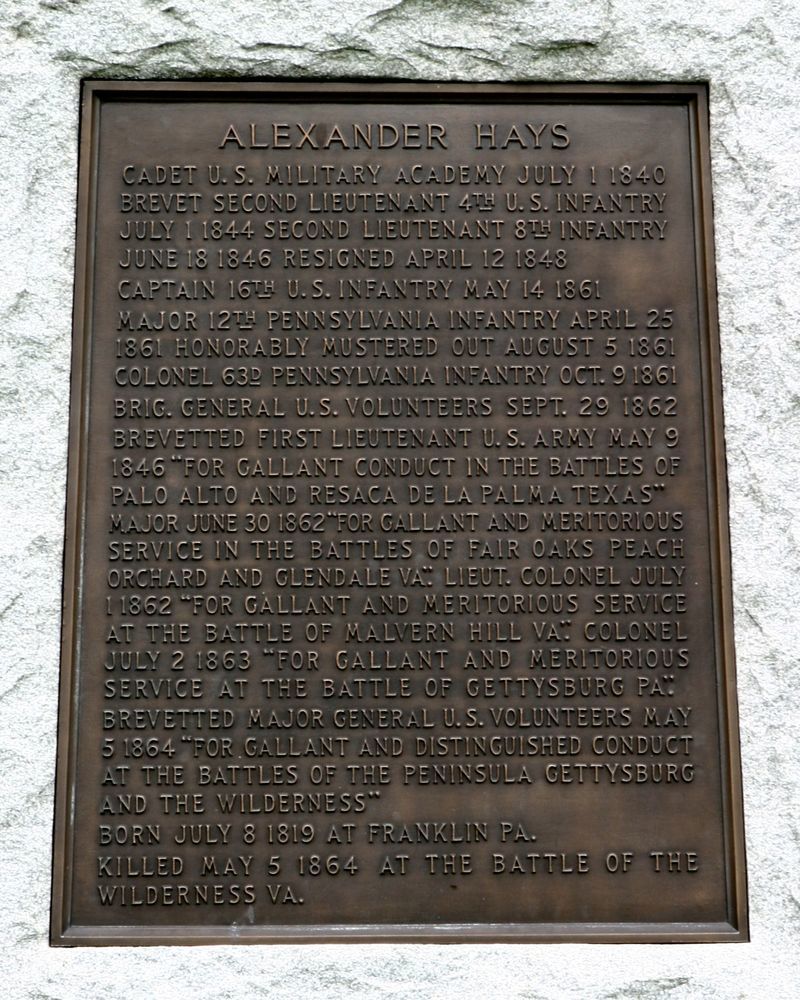 ALEXANDER HAYS
CADET U.S. MILITARY ACADEMY JULY 1 1840
BREVET SECOND LIEUTENANT 4TH U.S. INFANTRY
JULY 1 1844 SECOND LIEUTENANT 8TH INFANTRY
JUNE 18 1846 RESIGNED APRIL 12 1848
CAPTAIN 16TH U.S. INFANTRY MAY 14 1861
MAJOR 12TH PENNSYLVANIA INFANTRY APRIL 25
1861 HONORABLY MUSTERED OUT AUGUST 5 1861
COLONEL 63D PENNSYLVANIA INFANTRY OCT. 9 1861
BRIG. GENERAL U.S. VOLUNTEERS SEPT. 29 1862
BREVETTED FIRST LIEUTENANT U.S. ARMY MAY 9
1846 "FOR GALLANT CONDUCT IN THE BATTLES OF
PALO ALTO AND RESACA DE LA PALMA TEXAS"
MAJOR JUNE 30 1862 "FOR GALLANT AND MERITORIOUS
SERVICE IN THE BATTLES OF FAIR OAKS PEACH
ORCHARD AND GLENDALE VA." LIEUT. COLONEL JULY
1 1862 "FOR GALLANT AND MERITORIOUS SERVICE
AT THE BATTLE OF MALVERN HILL VA." COLONEL
JULY 2 1863 "FOR GALLANT AND MERITORIOUS
SERVICE AT THE BATTLE OF GETTYSBURG PA."
BREVETTED MAJOR GENERAL U.S. VOLUNTEERS MAY
5 1864 "FOR GALLANT AND DISTINGUISHED CONDUCT
AT THE BATTLES OF THE PENINSULA GETTYSBURG
AND THE WILDERNESS"
BORN JULY 8 1819 AT FRANKLIN PA.
KILLED MAY 5 1864 AT THE BATTLE OF THE
WILDERNESS VA.